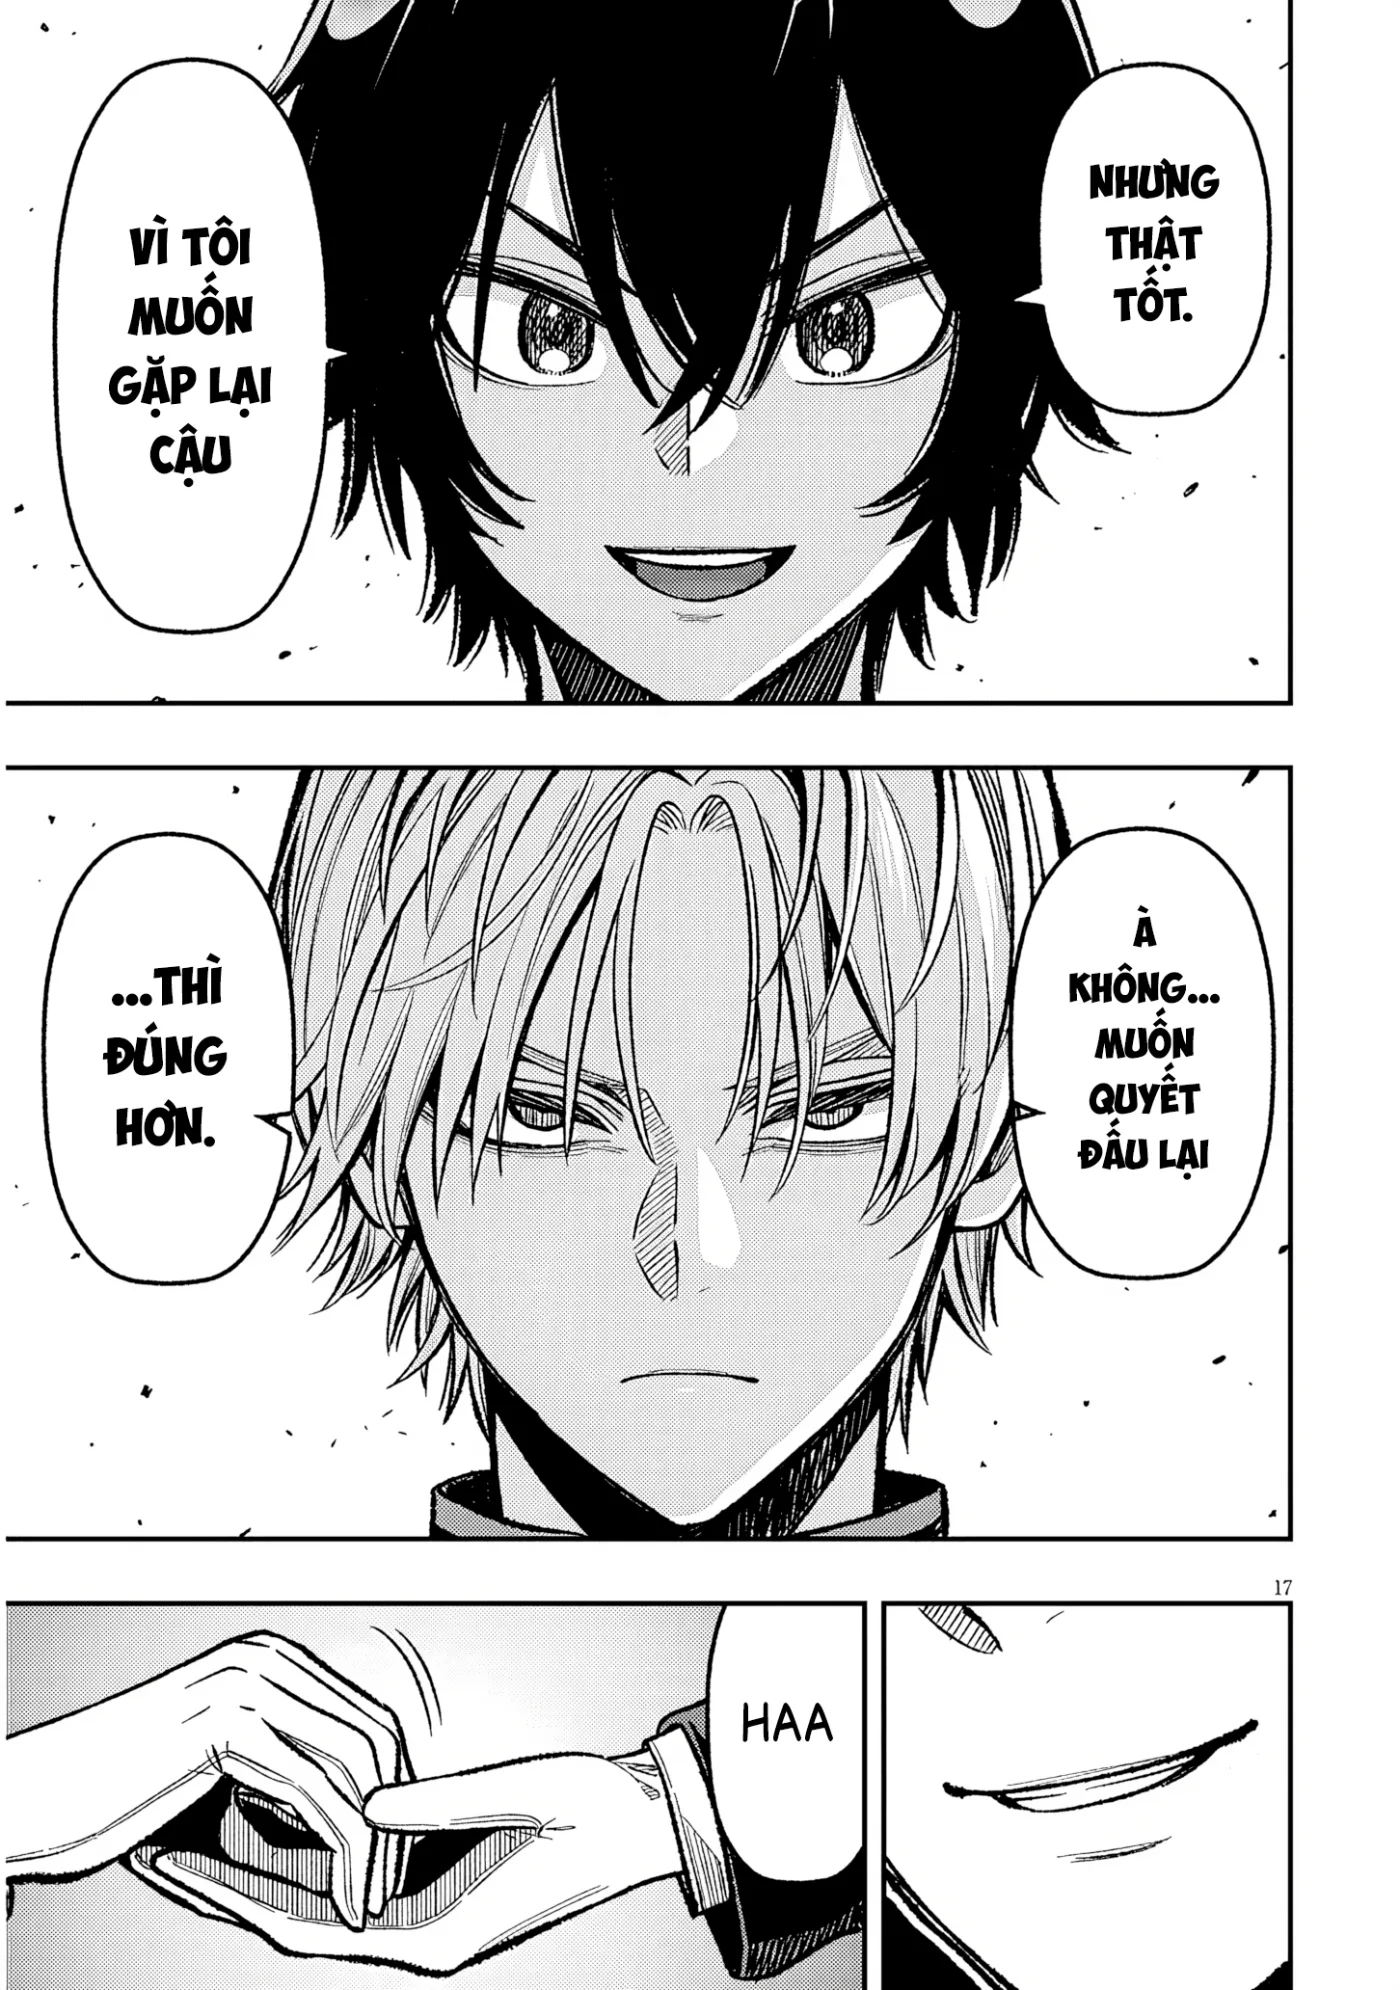 NHƯNG
THẬT
TỐT.
VÌ TÔI
MUỐN
GẶP LẠI
CẬU
À
KHÔNG...
MUỐN
QUYẾT
ĐẤU LẠI
...THÌ
ĐÚNG
HƠN.
17
HAA